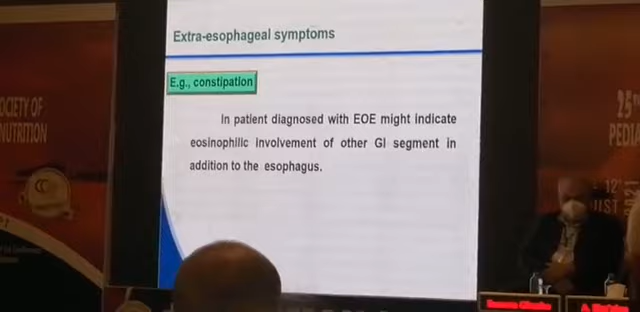 Extra-esophageal symptoms
E.g., constipation
In patient diagnosed with EOE might indicate
eosinophilic involvement of other GI segment in
addition to the esophagus.
OCIETY OF
NUTRITION
25
PEDIA
12